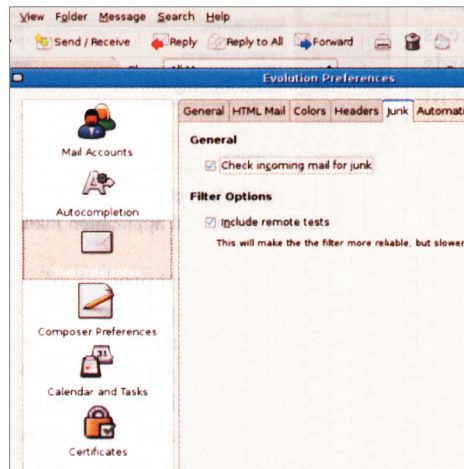 View Folder Message Search Help
Send / Receive Reply Reply to All Forward
Evolution Preferences
General HTML Mail Colors Headers Junk Automati
General
Check incoming mail for junk
Filter Options
Include remote tests
This will make the the filter more reliable, but slower
Mail Accounts
Autocompletion
Mail Preferences
Composer Preferences
Calendar and Tasks
Certificates